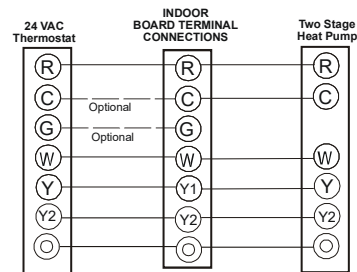 24 VAC
Thermostat
INDOOR
BOARD TERMINAL
CONNECTIONS
Two Stage
Heat Pump
R R R
C Optional C C
G Optional G
W W W
Y Y1 Y
Y2 Y2 Y2
O O O